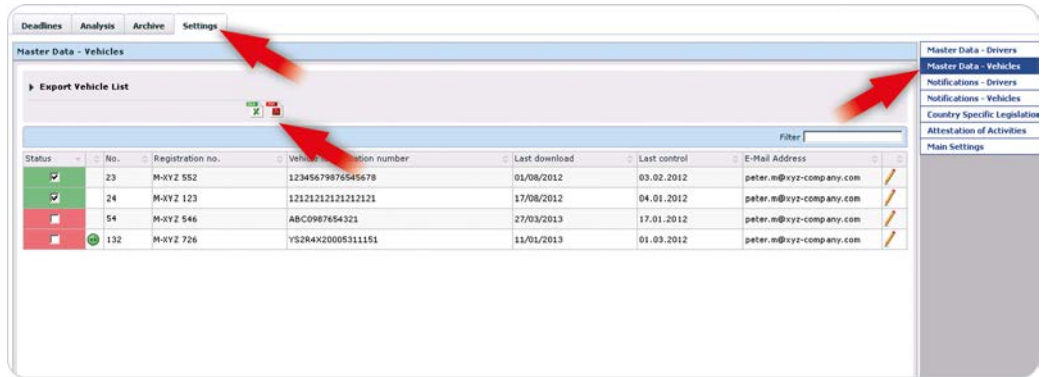 Deadlines Analysis Archive Settings
Master Data - Vehicles
Export Vehicle List
Filter
Status No. Registration no. Vehicle number Last download Last control E-Mail Address
23 M-XYZ 552 12345679876545678 01/08/2012 03.02.2012 peter.m@xyz-company.com
24 M-XYZ 123 12121212121212121 17/08/2012 04.01.2012 peter.m@xyz-company.com
54 M-XYZ 546 ABC0987654321 27/03/2013 17.01.2012 peter.m@xyz-company.com
132 M-XYZ 726 YS2R4X20005311151 11/01/2013 01.03.2012 peter.m@xyz-company.com
Master Data - Drivers
Master Data - Vehicles
Notifications - Drivers
Notifications - Vehicles
Country Specific Legislation
Attestation of Activities
Main Settings